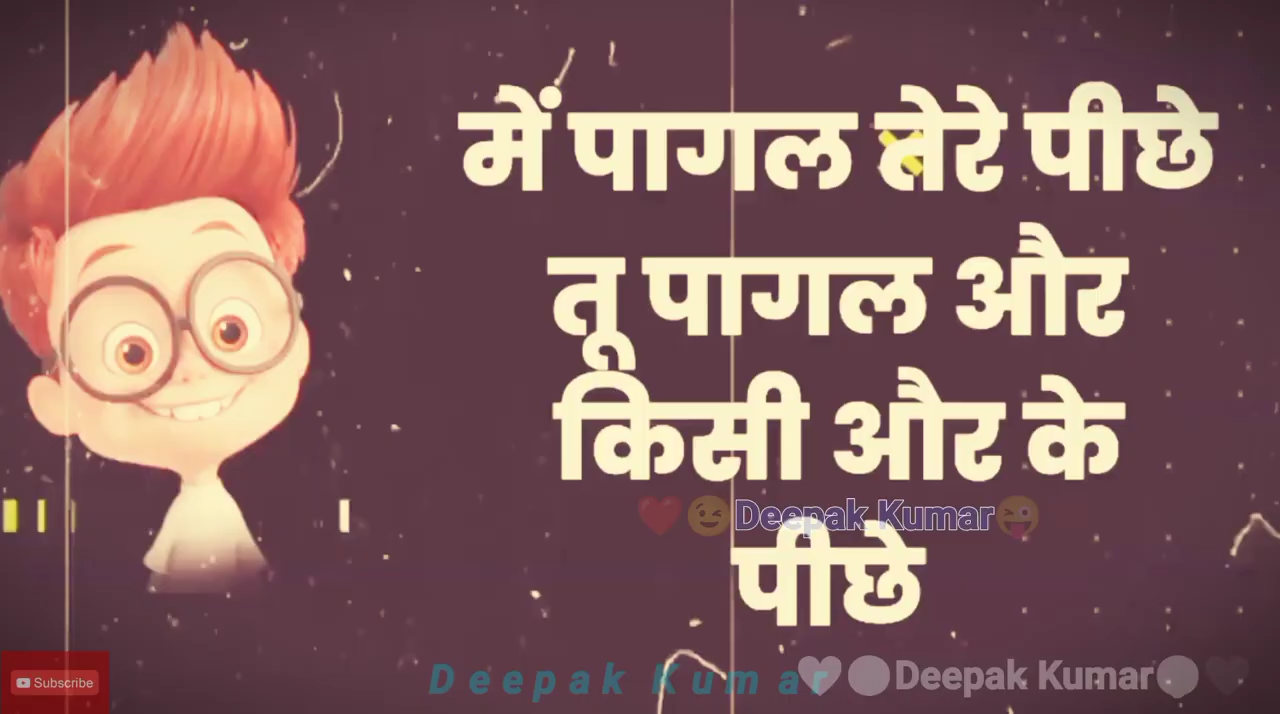 में पागल तेरे पीछे
तू पागल और
किसी और के
❤️😉Deepak Kumar😜
पीछे
Subscribe
Deepak Kumar
Deepak Kumar